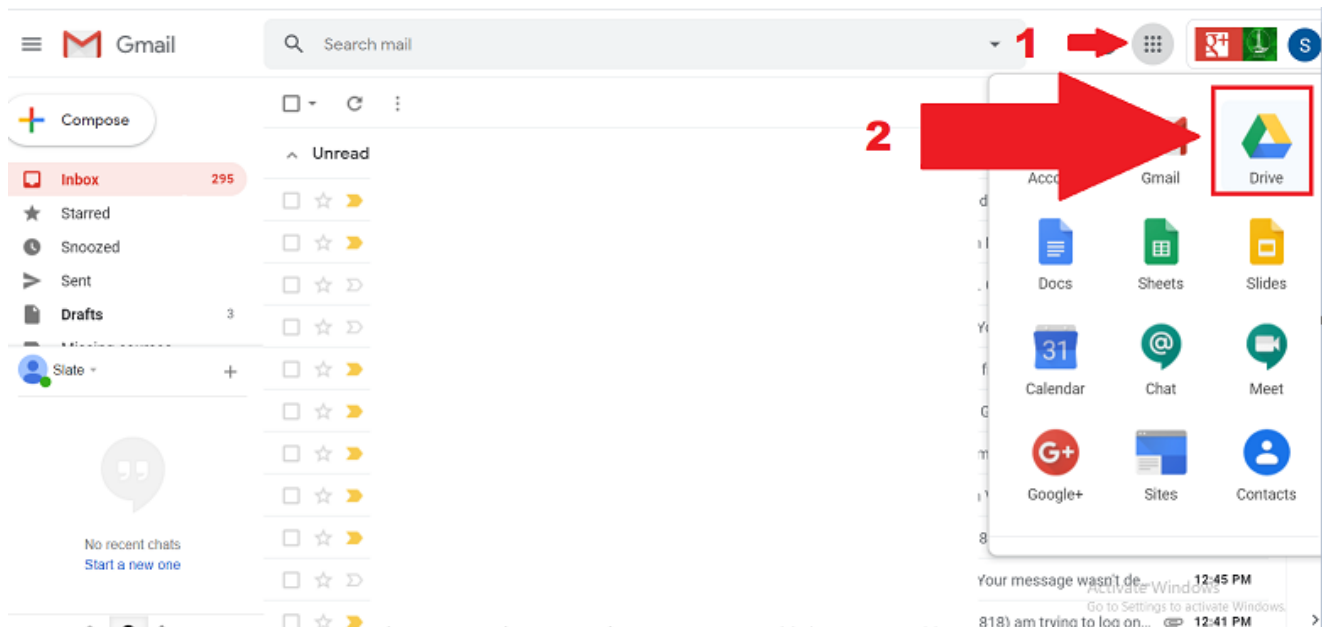 Gmail
Search mail
1
S
Compose
2
Unread
Gmail
Drive
Inbox 295
Starred
Snoozed
Docs
Sheets
Slides
Sent
Drafts 3
31
Slate
Calendar
Chat
Meet
G+
Google+
Sites
Contacts
No recent chats
Start a new one
Your message wasn't de... 12:45 PM
Activate Windows
Go to Settings to activate Windows.
818) am trying to log on... 12:41 PM